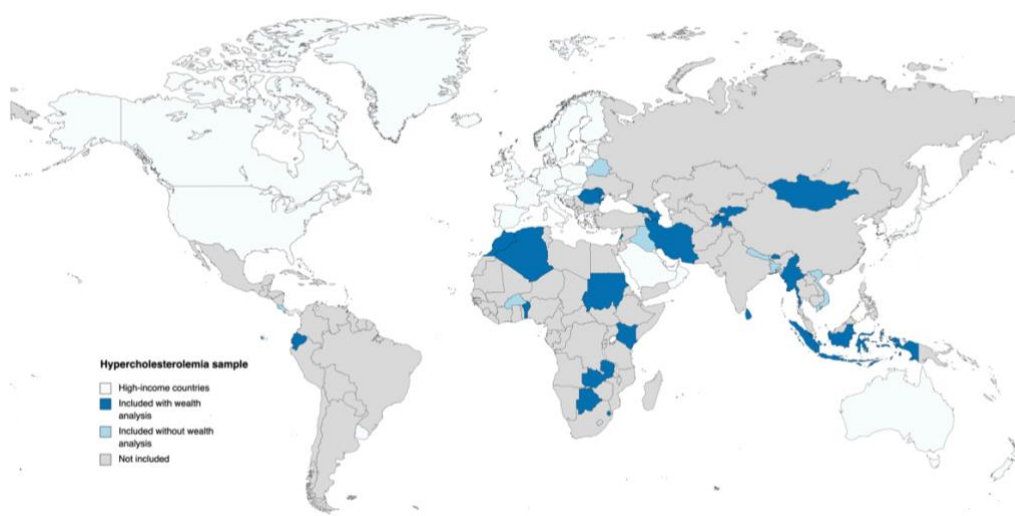 Hypercholesterolemia sample
High-income countries
Included with wealth
analysis
Included without wealth
analysis
Not included